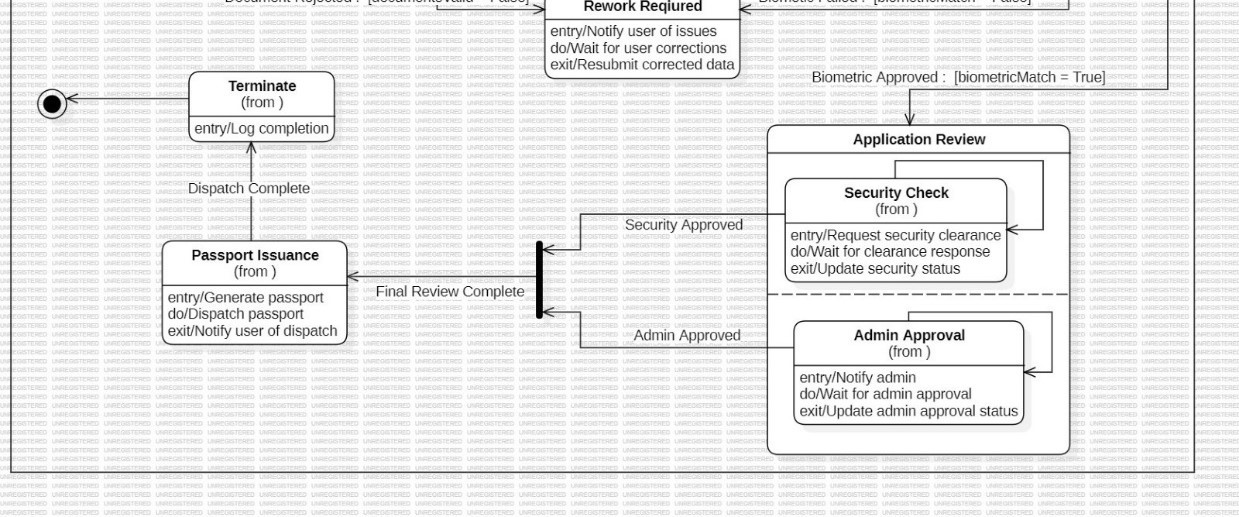 Document Rejected : [documentsValid = False]
Biometic Failed : [biometricMatch = False]
Rework Reqiured
entry/Notify user of issues
do/Wait for user corrections
exit/Resubmit corrected data
Biometric Approved : [biometricMatch = True]
Terminate
(from )
entry/Log completion
Application Review
Dispatch Complete
Security Check
(from )
entry/Request security clearance
do/Wait for clearance response
exit/Update security status
Security Approved
Passport Issuance
(from )
entry/Generate passport
do/Dispatch passport
exit/Notify user of dispatch
Final Review Complete
Admin Approved
Admin Approval
(from )
entry/Notify admin
do/Wait for admin approval
exit/Update admin approval status
UNREGISTERED